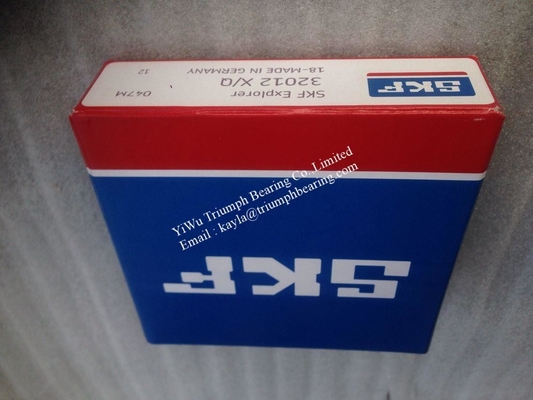 SKF
SKF Explorer
32012 X/Q
18-MADE IN GERMANY
047M
32
YiWu Triumph Bearing Co.,Limited
Email : kayla@triumphbearing.com
SKF